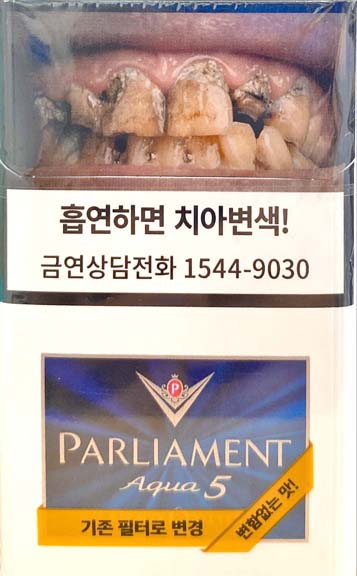 흡연하면 치아변색!
금연상담전화 1544-9030
P
PARLIAMENT
Aqua 5
기존 필터로 변경
변함없는 맛!